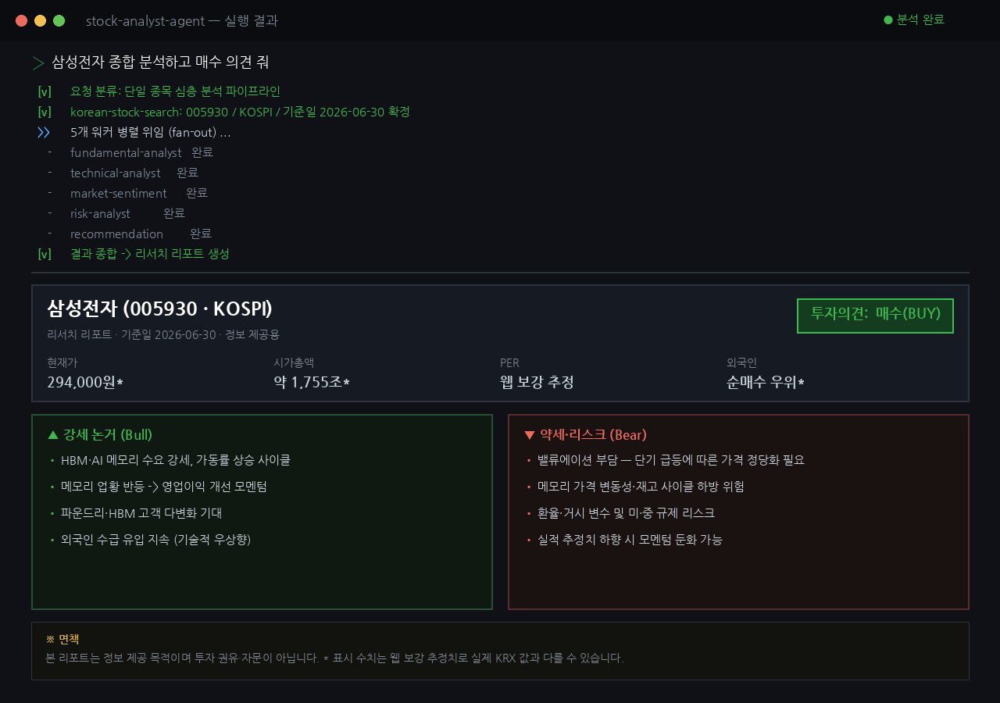 stock-analyst-agent — 실행 결과
● 분석 완료
> 삼성전자 종합 분석하고 매수 의견 줘
[v] 요청 분류: 단일 종목 심층 분석 파이프라인
[v] korean-stock-search: 005930 / KOSPI / 기준일 2026-06-30 확정
>> 5개 워커 병렬 위임 (fan-out) ...
- fundamental-analyst 완료
- technical-analyst 완료
- market-sentiment 완료
- risk-analyst 완료
- recommendation 완료
[v] 결과 종합 -> 리서치 리포트 생성
삼성전자 (005930 · KOSPI)
투자의견: 매수(BUY)
리서치 리포트 · 기준일 2026-06-30 · 정보 제공용
현재가 시가총액 PER 외국인
294,000원* 약 1,755조* 웹 보강 추정 순매수 우위*
▲ 강세 논거 (Bull)
• HBM·AI 메모리 수요 강세, 가동률 상승 사이클
• 메모리 업황 반등 -> 영업이익 개선 모멘텀
• 파운드리·HBM 고객 다변화 기대
• 외국인 수급 유입 지속 (기술적 우상향)
▼ 약세·리스크 (Bear)
• 밸류에이션 부담 — 단기 급등에 따른 가격 정당화 필요
• 메모리 가격 변동성·재고 사이클 하방 위험
• 환율·거시 변수 및 미·중 규제 리스크
• 실적 추정치 하향 시 모멘텀 둔화 가능
※ 면책
본 리포트는 정보 제공 목적이며 투자 권유·자문이 아닙니다. * 표시 수치는 웹 보강 추정치로 실제 KRX 값과 다를 수 있습니다.